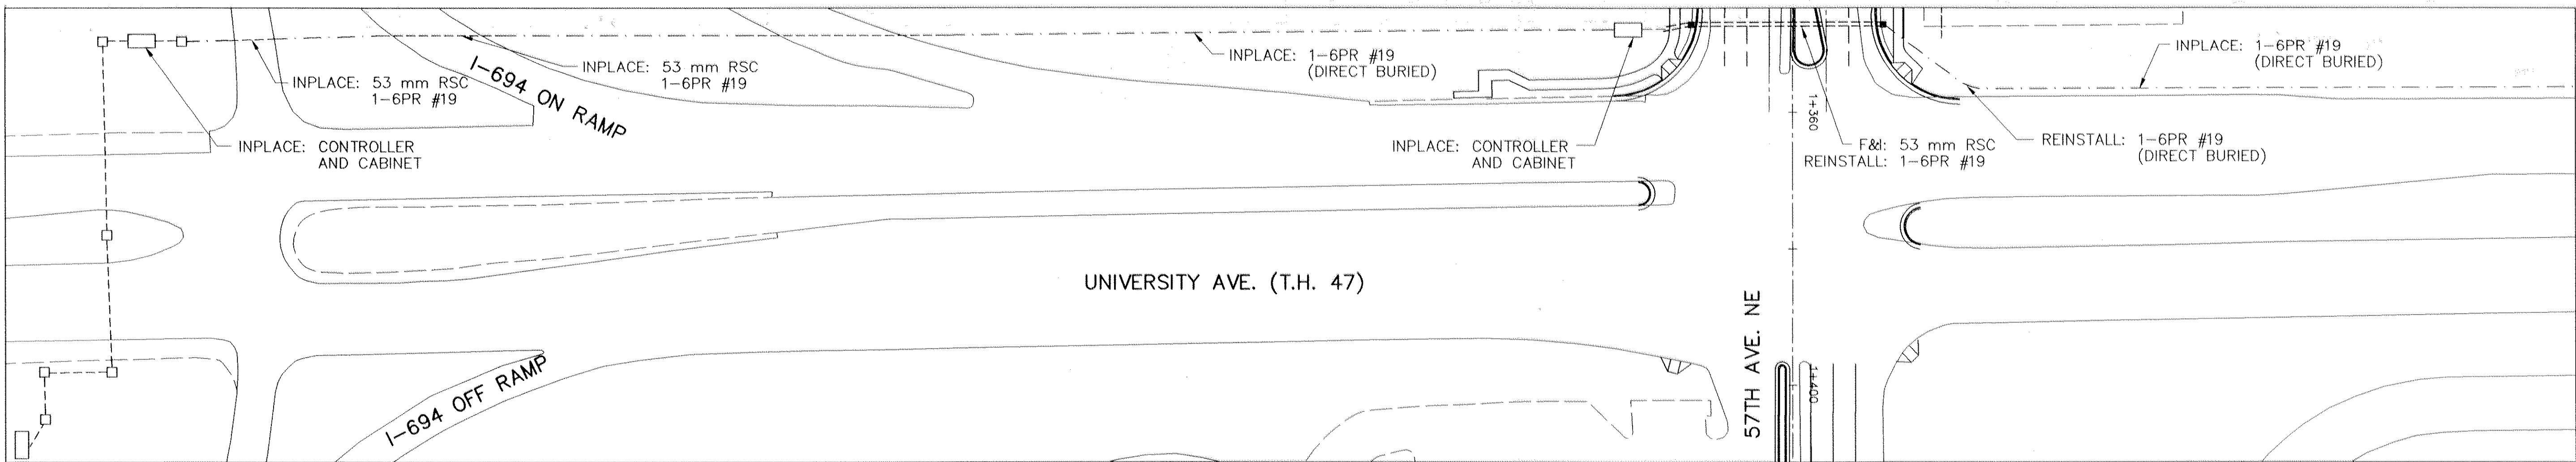 INPLACE: 53 mm RSC
1-6PR #19
INPLACE: CONTROLLER
AND CABINET
I-694 ON RAMP
INPLACE: 53 mm RSC
1-6PR #19
INPLACE: 1-6PR #19
(DIRECT BURIED)
INPLACE: CONTROLLER
AND CABINET
1+360
F&I: 53 mm RSC
REINSTALL: 1-6PR #19
REINSTALL: 1-6PR #19
(DIRECT BURIED)
INPLACE: 1-6PR #19
(DIRECT BURIED)
UNIVERSITY AVE. (T.H. 47)
I-694 OFF RAMP
57TH AVE. NE
1+400